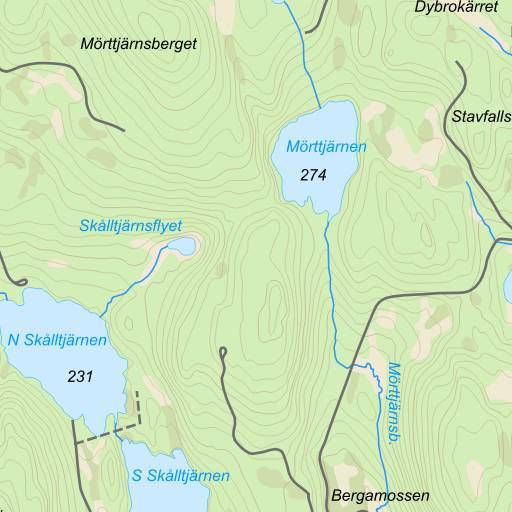 Dybrokärret
Mörttjärnsberget
Stavfalls
Mörttjärnen
274
Skålltjärnsflyet
N Skålltjärnen
231
Mörttjärnsb.
S Skålltjärnen
Bergamossen